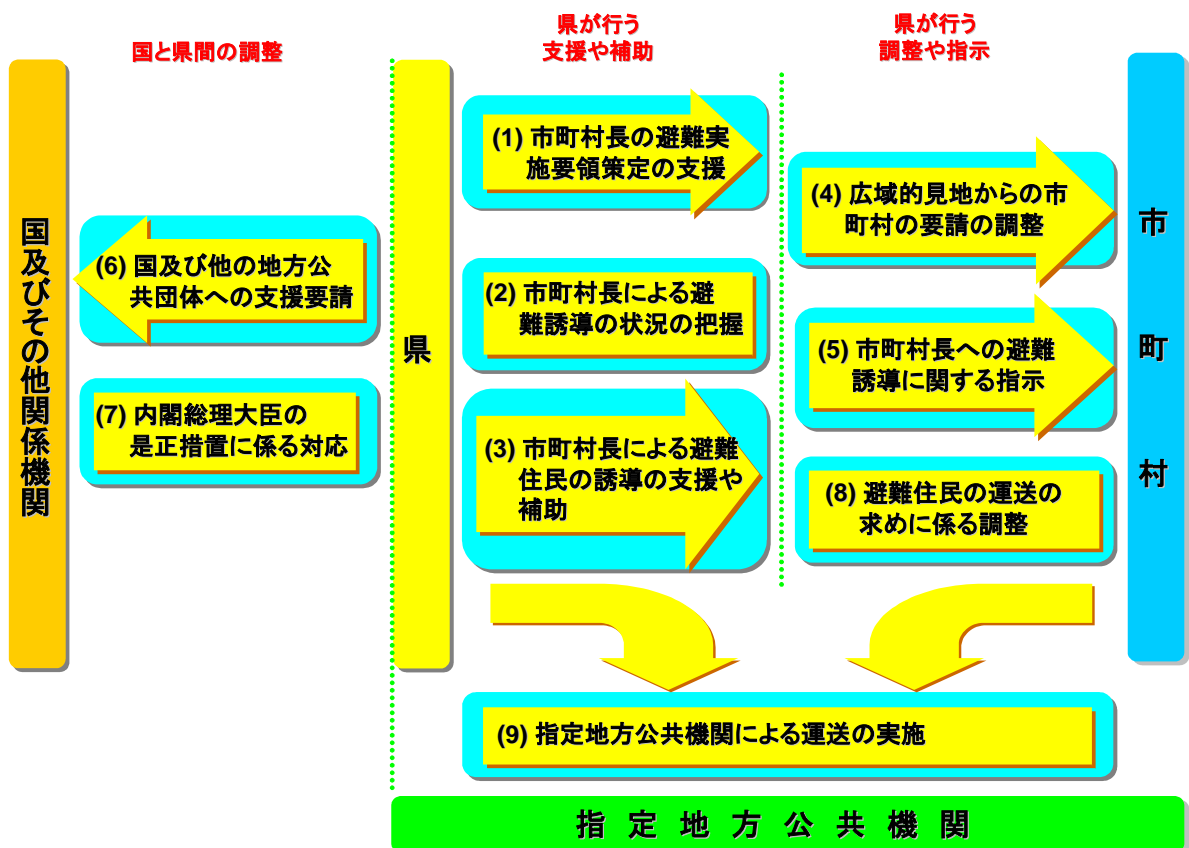 国と県間の調整
県が行う
支援や補助
県が行う
調整や指示
国及びその他関係機関
県
市町村
(1) 市町村長の避難実
施要領策定の支援
(2) 市町村長による避
難誘導の状況の把握
(3) 市町村長による避難
住民の誘導の支援や
補助
(4) 広域的見地からの市
町村の要請の調整
(5) 市町村長への避難
誘導に関する指示
(6) 国及び他の地方公
共団体への支援要請
(7) 内閣総理大臣の
是正措置に係る対応
(8) 避難住民の運送の
求めに係る調整
(9) 指定地方公共機関による運送の実施
指定地方公共機関